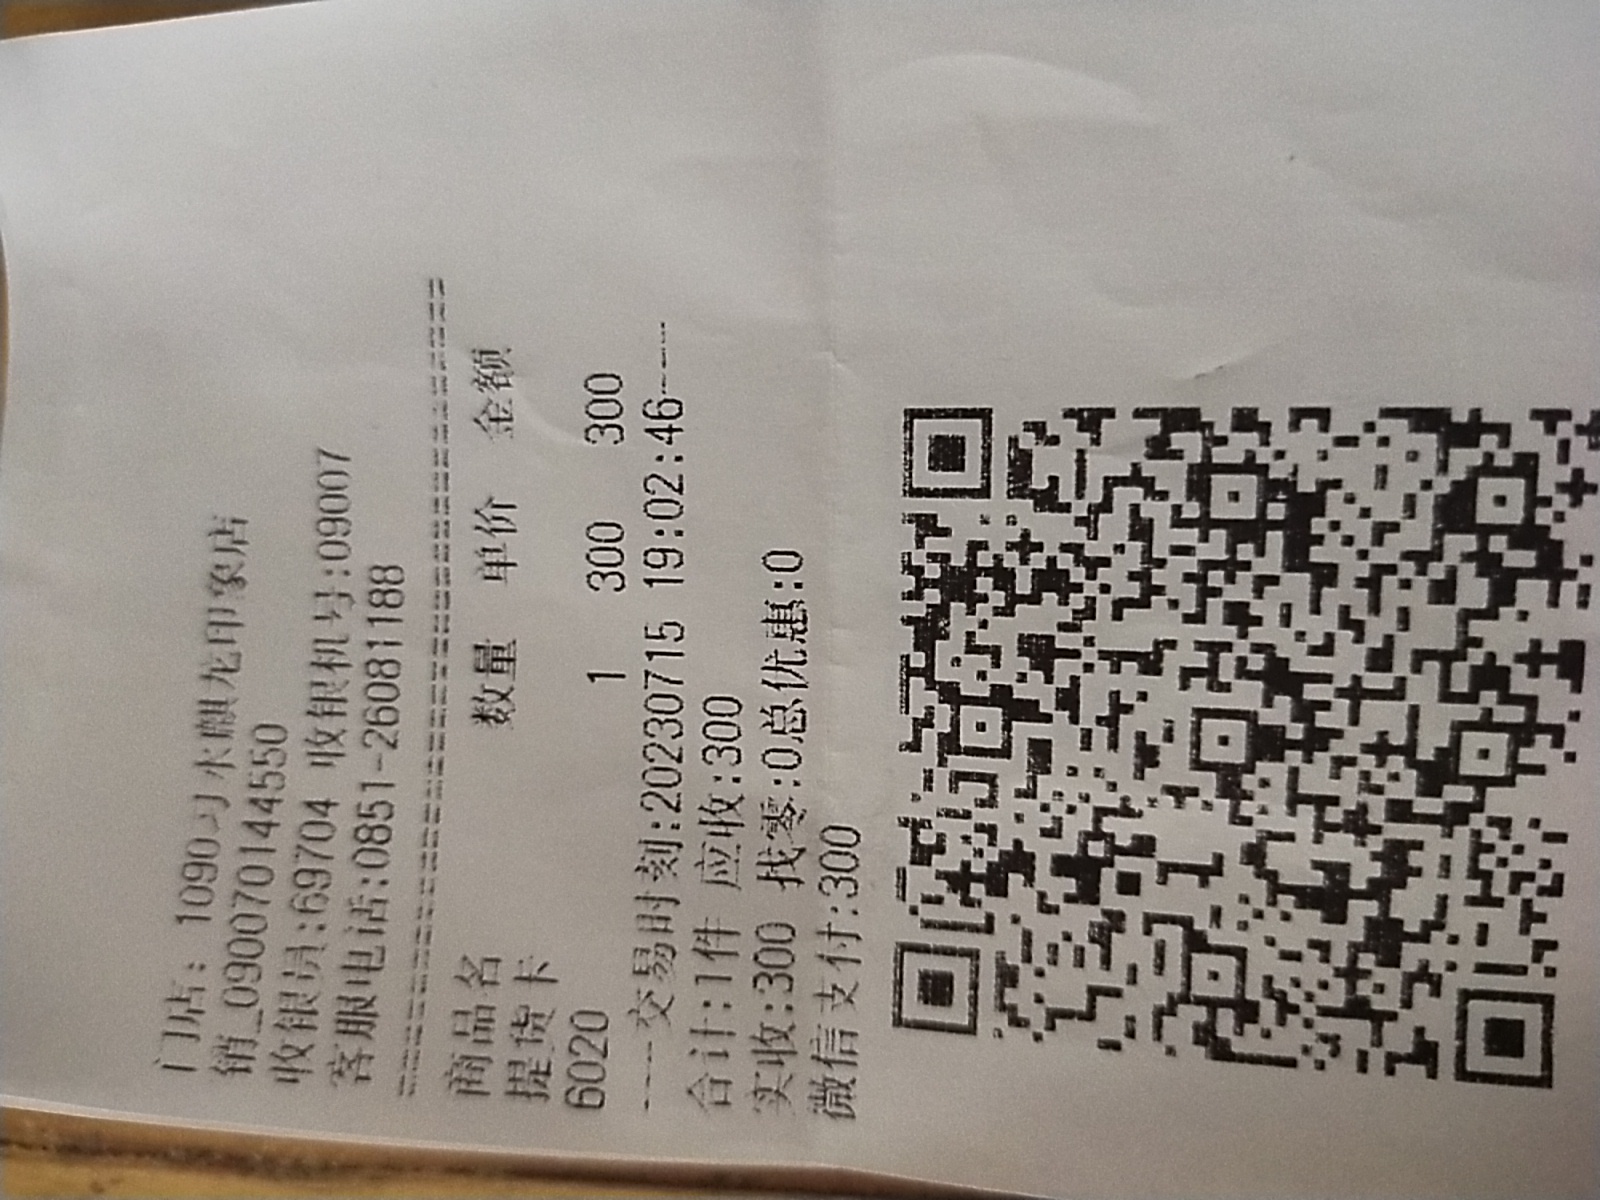 门店: 1090习水麒龙印象店
销_090070144550
收银员:69704 收银机号:09007
客服电话:0851-26081188
================================
商品名 数量 单价 金额
提货卡
6020 1 300 300
----交易时刻:20230715 19:02:46----
合计:1件 应收:300
实收:300 找零:0总优惠:0
微信支付:300